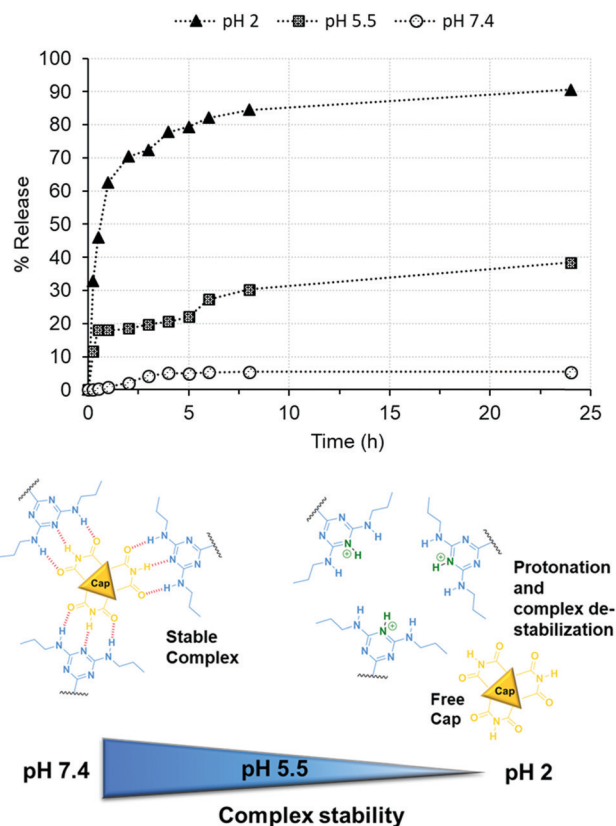 pH 2 pH 5.5 pH 7.4
100
90
80
70
60
50
40
30
20
10
0
% Release
0 5 10 15 20 25
Time (h)
Cap
Stable
Complex
Protonation
and
complex de-
stabilization
Free
Cap
Cap
pH 7.4 pH 5.5 pH 2
Complex stability